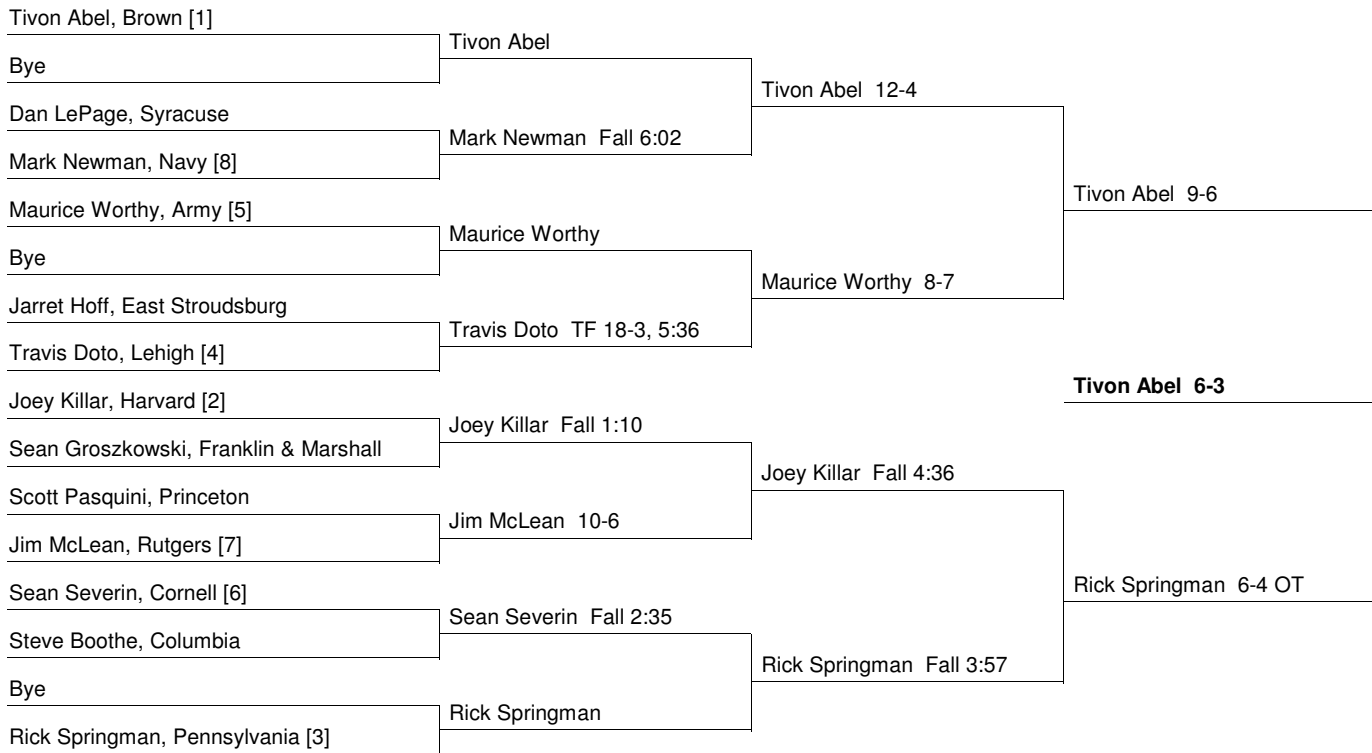 Tivon Abel, Brown [1]
Tivon Abel
Bye
Tivon Abel 12-4
Dan LePage, Syracuse
Mark Newman Fall 6:02
Mark Newman, Navy [8]
Tivon Abel 9-6
Maurice Worthy, Army [5]
Maurice Worthy
Bye
Maurice Worthy 8-7
Jarret Hoff, East Stroudsburg
Travis Doto TF 18-3, 5:36
Travis Doto, Lehigh [4]
Tivon Abel 6-3
Joey Killar, Harvard [2]
Joey Killar Fall 1:10
Sean Groszkowski, Franklin & Marshall
Joey Killar Fall 4:36
Scott Pasquini, Princeton
Jim McLean 10-6
Jim McLean, Rutgers [7]
Rick Springman 6-4 OT
Sean Severin, Cornell [6]
Sean Severin Fall 2:35
Steve Boothe, Columbia
Rick Springman Fall 3:57
Bye
Rick Springman
Rick Springman, Pennsylvania [3]